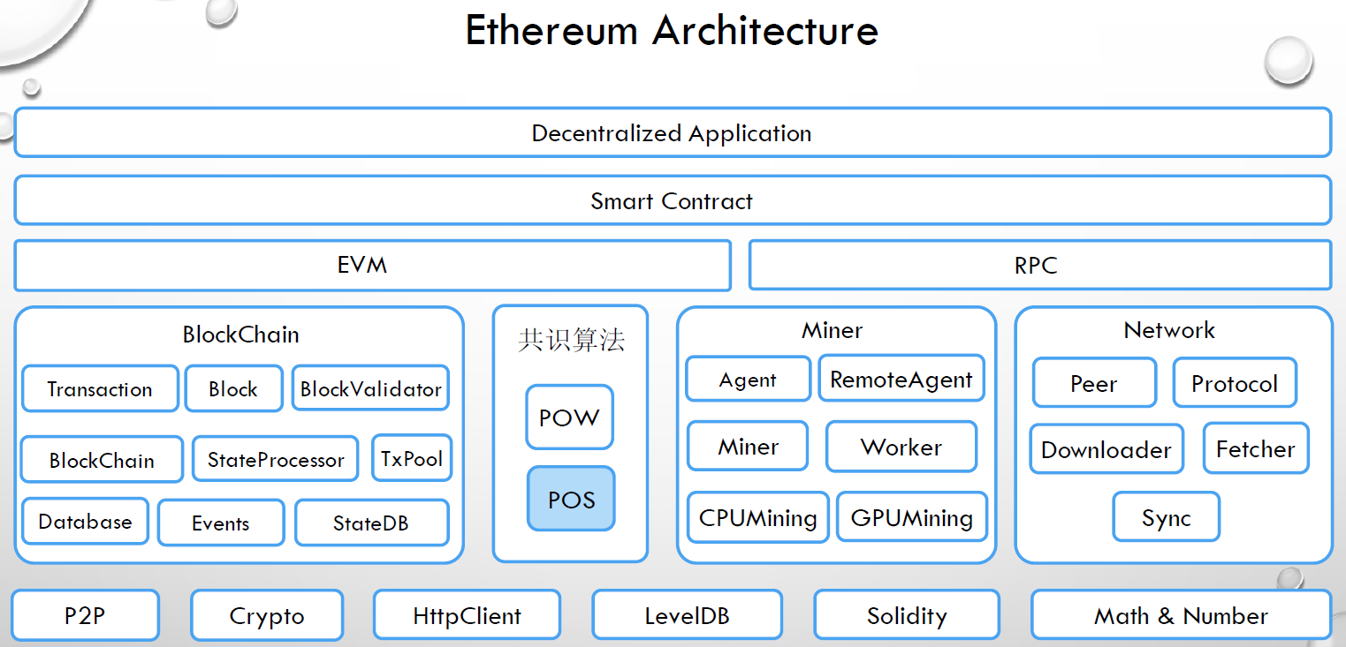 Ethereum Architecture
Decentralized Application
Smart Contract
EVM
RPC
BlockChain
Transaction
Block
BlockValidator
BlockChain
StateProcessor
TxPool
Database
Events
StateDB
共识算法
POW
POS
Miner
Agent
RemoteAgent
Miner
Worker
CPUMining
GPUMining
Network
Peer
Protocol
Downloader
Fetcher
Sync
P2P
Crypto
HttpClient
LevelDB
Solidity
Math & Number